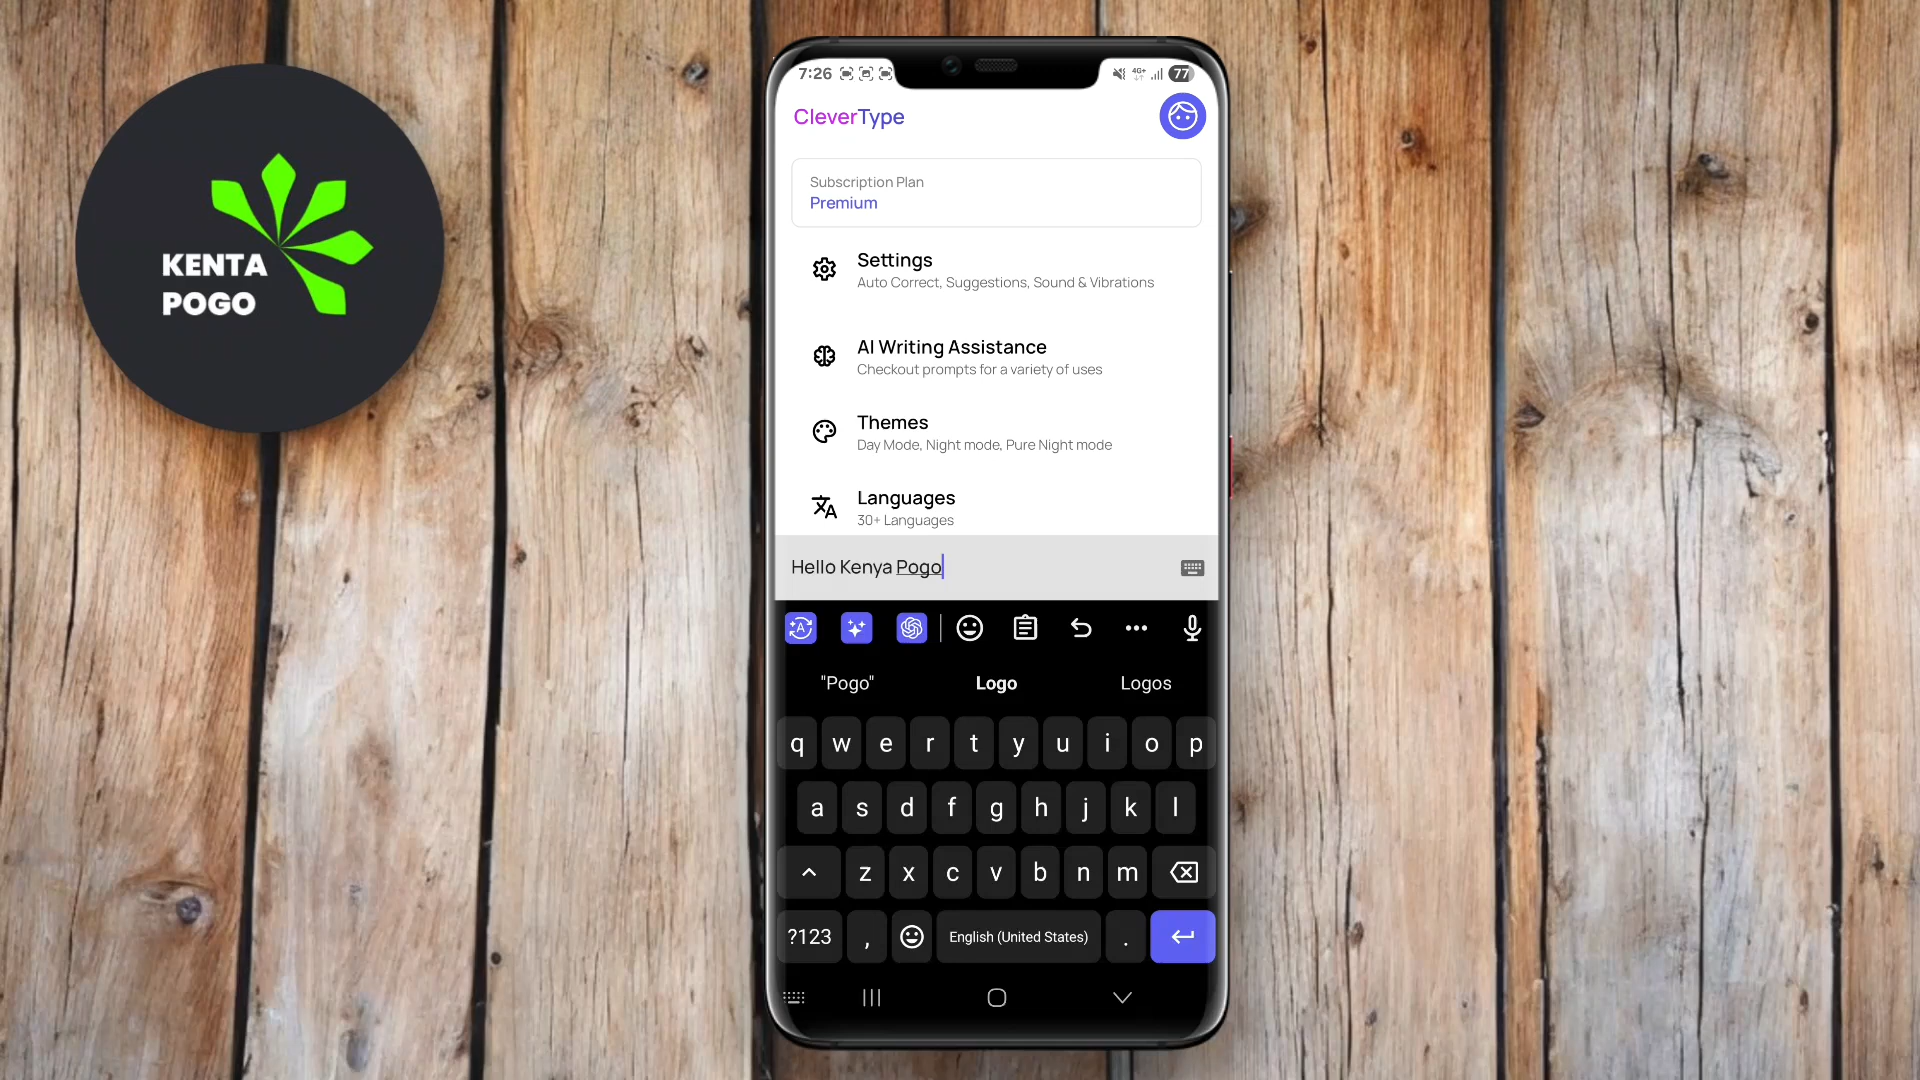 KENTA
POGO
7:26
4G+
77
CleverType
Subscription Plan
Premium
Settings
Auto Correct, Suggestions, Sound & Vibrations
AI Writing Assistance
Checkout prompts for a variety of uses
Themes
Day Mode, Night mode, Pure Night mode
Languages
30+ Languages
Hello Kenya Pogo
"Pogo" Logo Logos
q w e r t y u i o p
a s d f g h j k l
z x c v b n m
?123 , English (United States) .